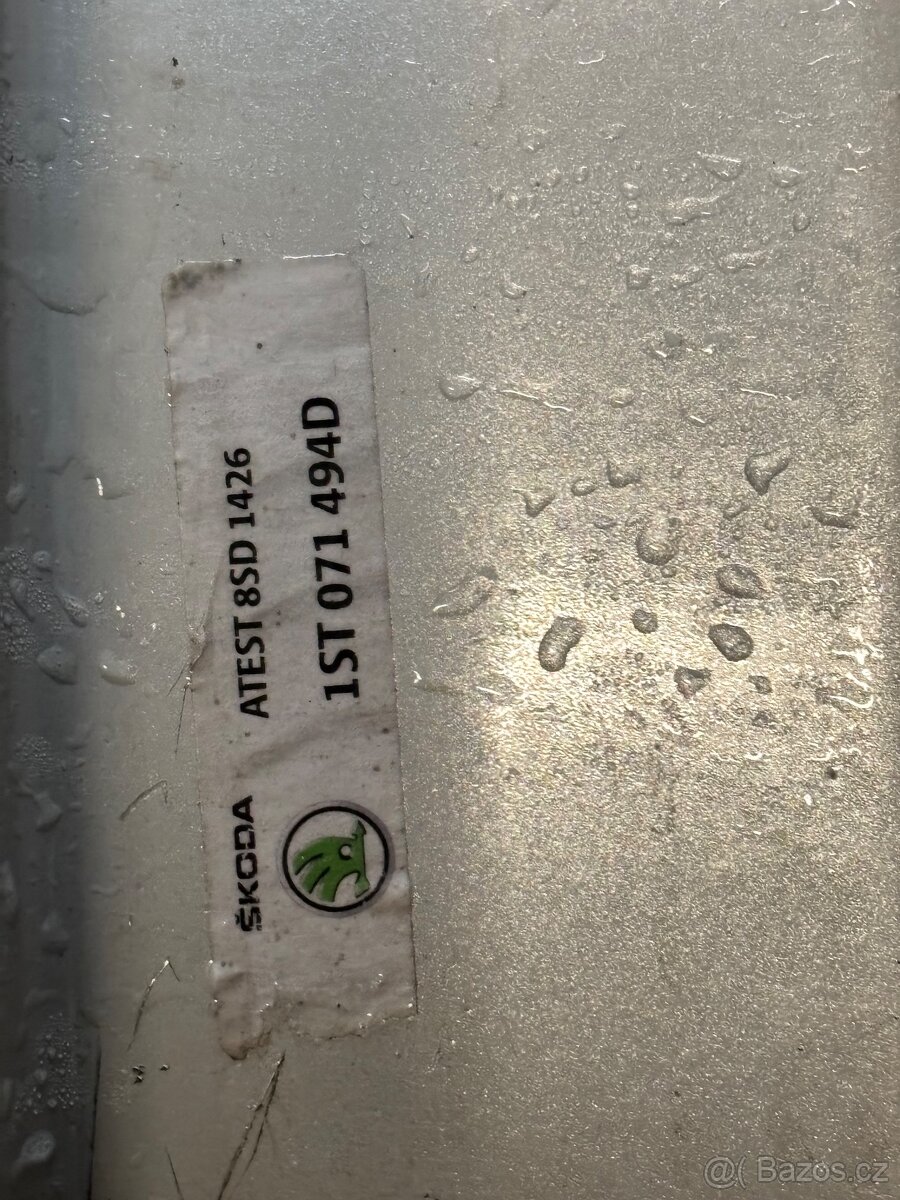 ŠKODA ATEST 8SD 1426
1ST 071 494D
@( Bazos.cz